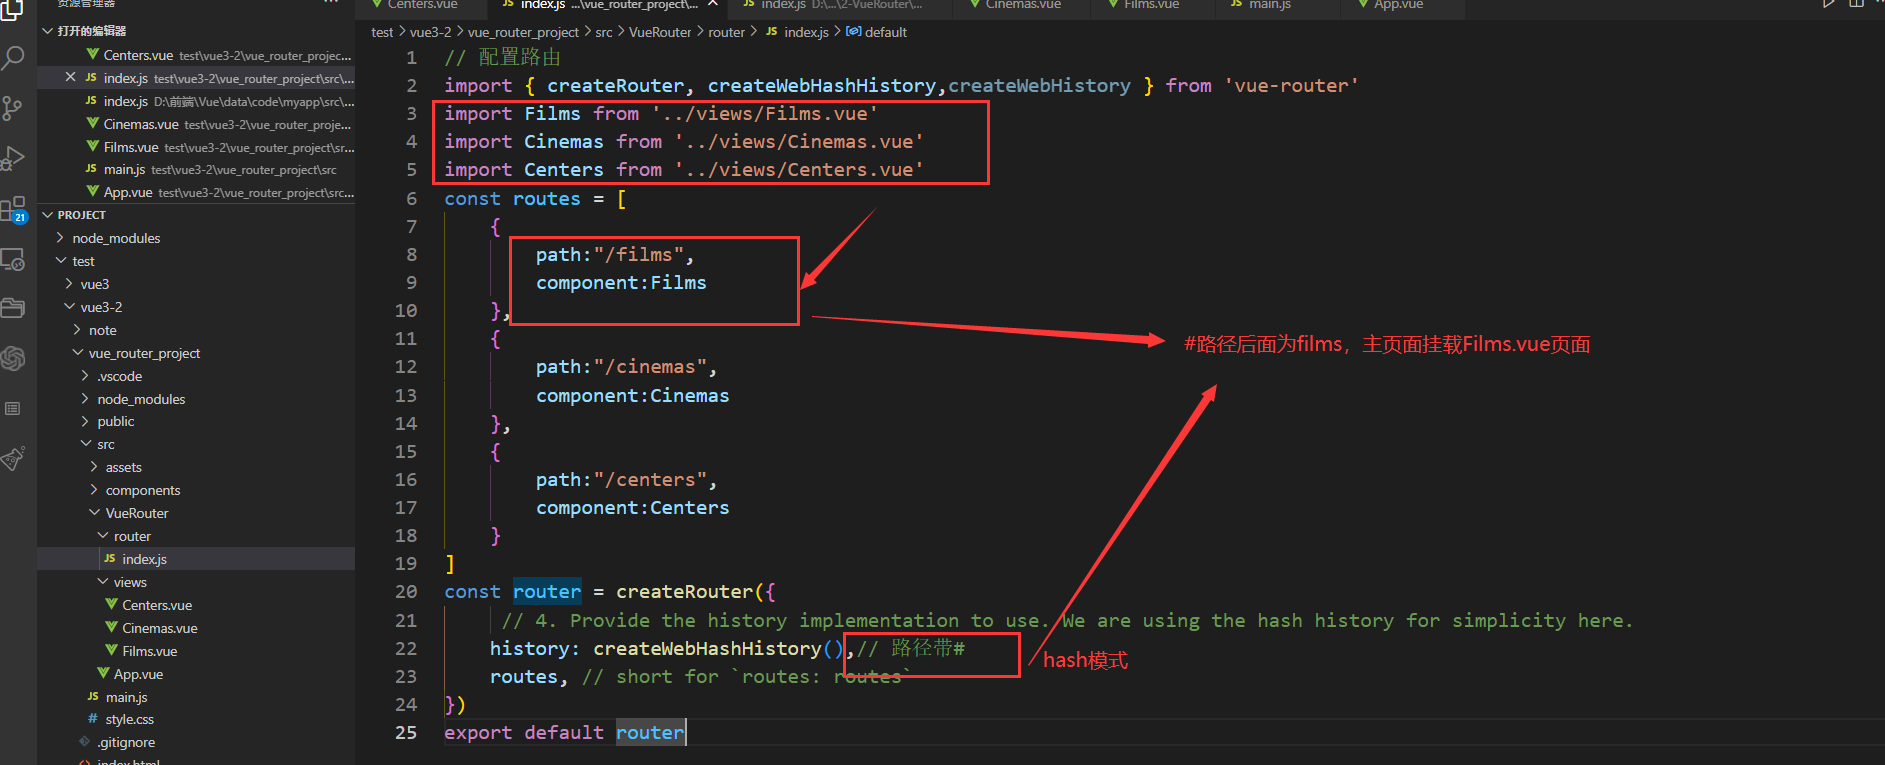 资源管理器
打开的编辑器
Centers.vue test\vue3-2\vue_router_projec...
index.js test\vue3-2\vue_router_project\src\...
index.js D:\前端\Vue\data\code\myapp\src\...
Cinemas.vue test\vue3-2\vue_router_proje...
Films.vue test\vue3-2\vue_router_project\sr...
main.js test\vue3-2\vue_router_project\src
App.vue test\vue3-2\vue_router_project\src...
PROJECT
node_modules
test
vue3
vue3-2
note
vue_router_project
.vscode
node_modules
public
src
assets
components
VueRouter
router
index.js
views
Centers.vue
Cinemas.vue
Films.vue
App.vue
main.js
style.css
.gitignore
index.html
21
Centers.vue
index.js ...\vue_router_project\...
index.js D:\...\2-VueRouter\...
Cinemas.vue
Films.vue
main.js
App.vue
test > vue3-2 > vue_router_project > src > VueRouter > router > JS index.js > default
1 // 配置路由
2 import { createRouter, createWebHashHistory,createWebHistory } from 'vue-router'
3 import Films from '../views/Films.vue'
4 import Cinemas from '../views/Cinemas.vue'
5 import Centers from '../views/Centers.vue'
6 const routes = [
7 {
8 path:"/films",
9 component:Films
10 },
11 {
12 path:"/cinemas",
13 component:Cinemas
14 },
15 {
16 path:"/centers",
17 component:Centers
18 }
19 ]
20 const router = createRouter({
21 // 4. Provide the history implementation to use. We are using the hash history for simplicity here.
22 history: createWebHashHistory(),// 路径带#
23 routes, // short for `routes: routes`
24 })
25 export default router
#路径后面为films，主页面挂载Films.vue页面
hash模式